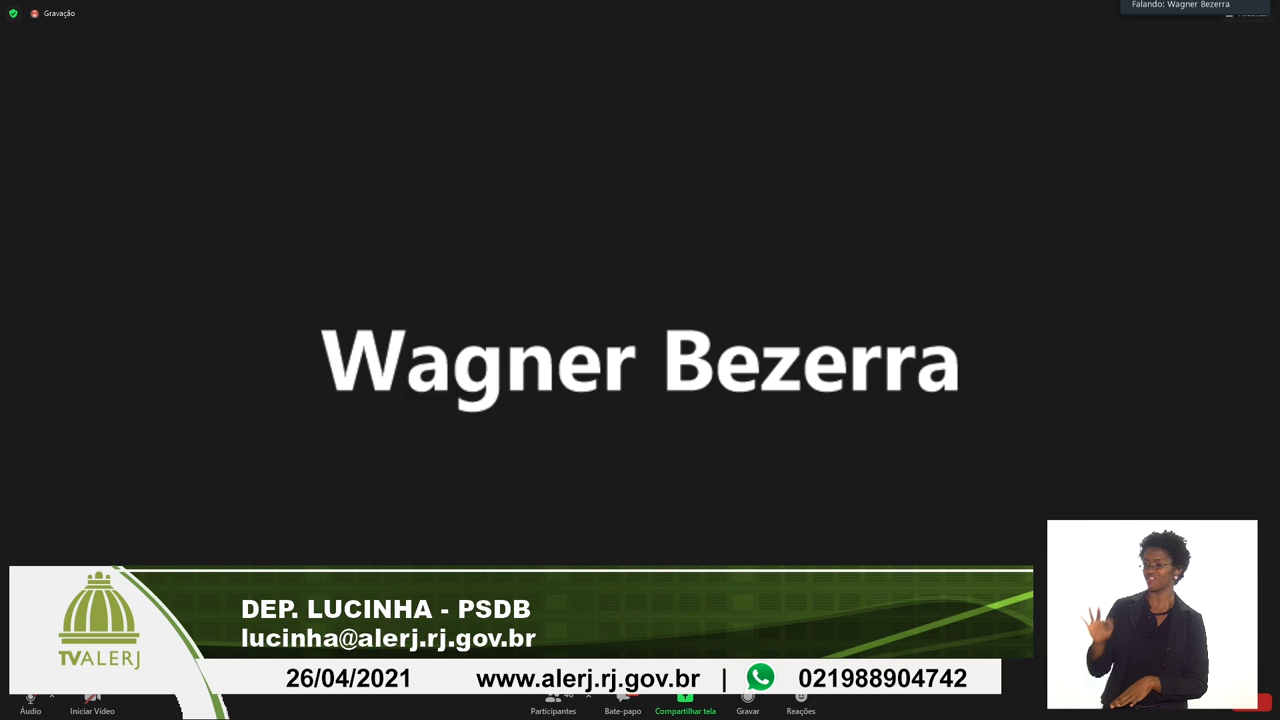 Gravação
Falando: Wagner Bezerra
Wagner Bezerra
DEP. LUCINHA - PSDB
lucinha@alerj.rj.gov.br
TVALERJ
26/04/2021 www.alerj.rj.gov.br | 021988904742
Áudio Iniciar Vídeo Participantes Bate-papo Compartilhar tela Gravar Reações